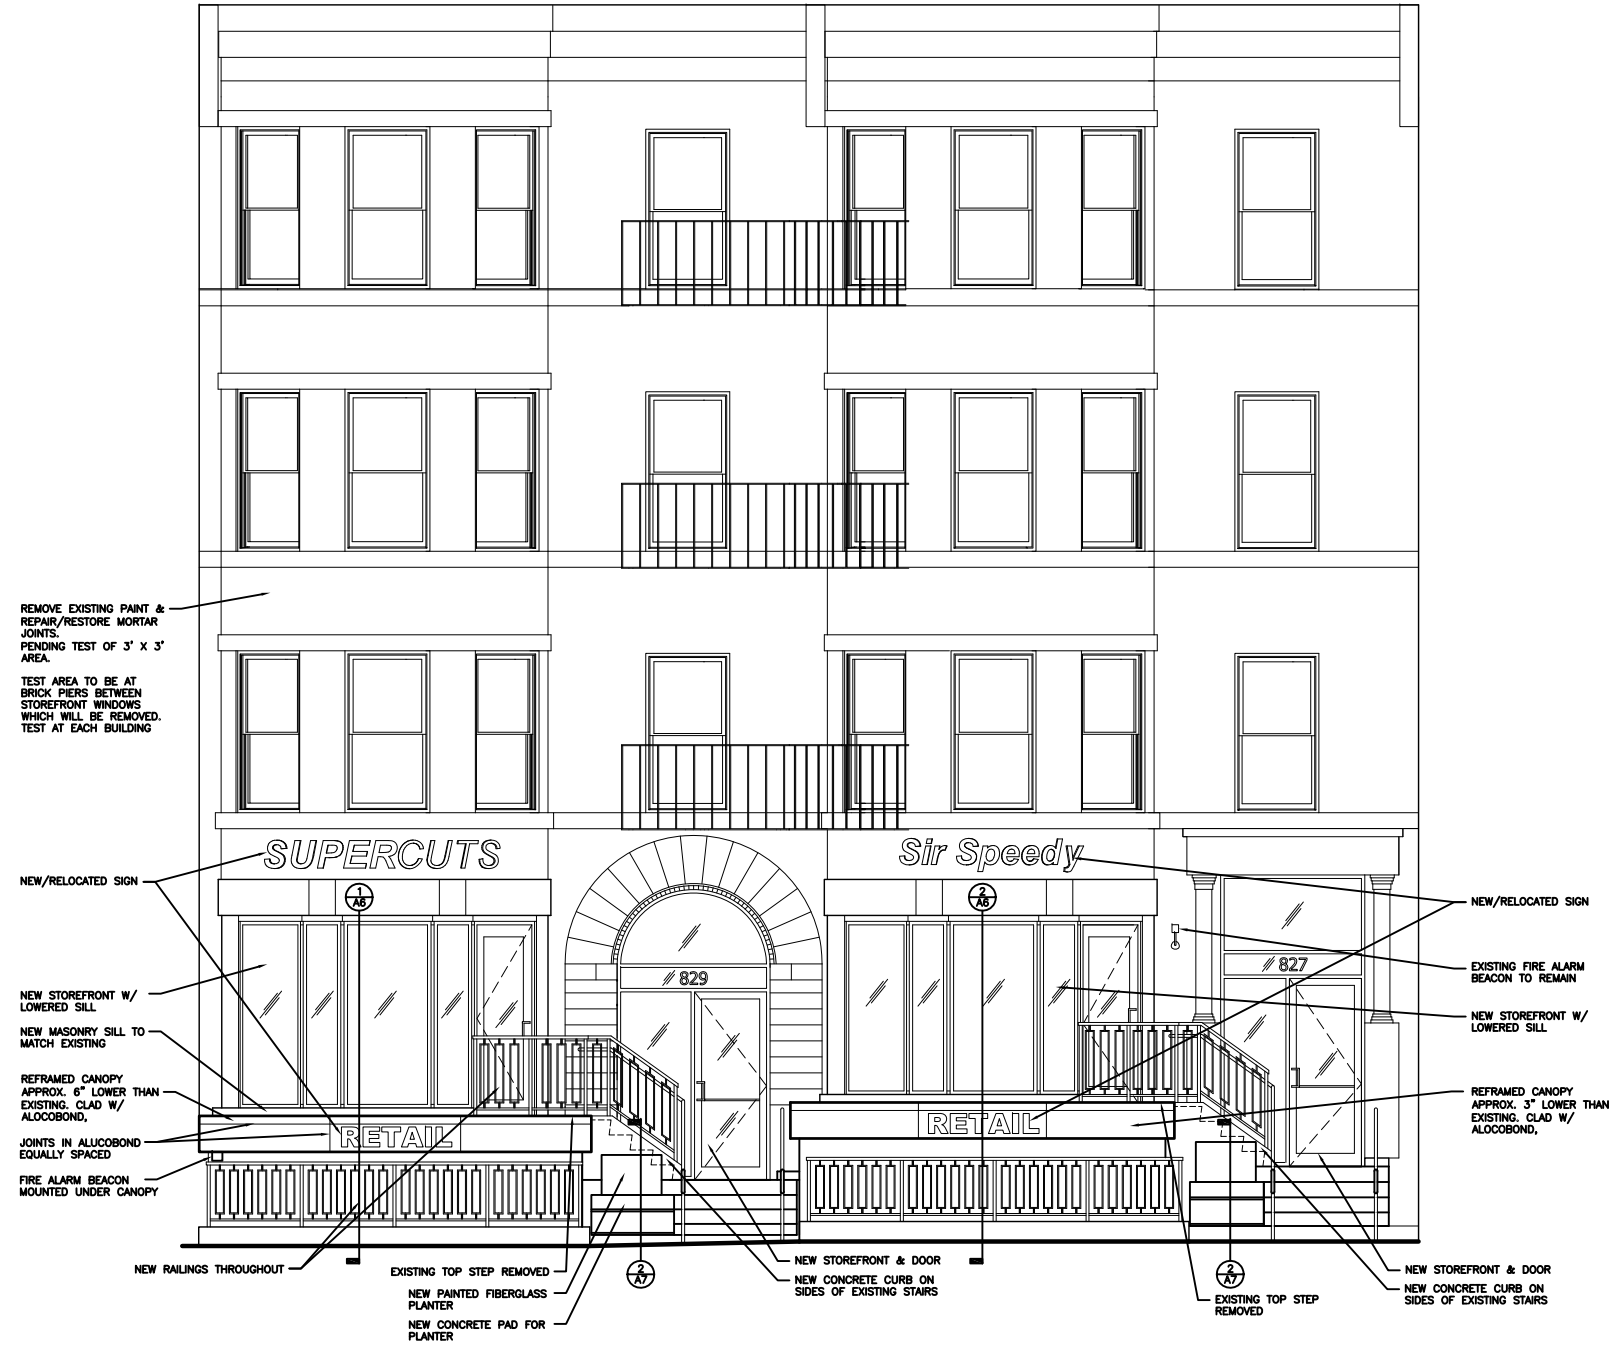 REMOVE EXISTING PAINT &
REPAIR/RESTORE MORTAR
JOINTS.
PENDING TEST OF 3' X 3'
AREA.
TEST AREA TO BE AT
BRICK PIERS BETWEEN
STOREFRONT WINDOWS
WHICH WILL BE REMOVED.
TEST AT EACH BUILDING
SUPERCUTS
Sir Speedy
NEW/RELOCATED SIGN
1
A6
2
A6
NEW/RELOCATED SIGN
829
827
EXISTING FIRE ALARM
BEACON TO REMAIN
NEW STOREFRONT W/
LOWERED SILL
NEW STOREFRONT W/
LOWERED SILL
NEW MASONRY SILL TO
MATCH EXISTING
REFRAMED CANOPY
APPROX. 6" LOWER THAN
EXISTING. CLAD W/
ALOCOBOND,
REFRAMED CANOPY
APPROX. 3" LOWER THAN
EXISTING. CLAD W/
ALOCOBOND,
RETAIL
RETAIL
JOINTS IN ALUCOBOND
EQUALLY SPACED
FIRE ALARM BEACON
MOUNTED UNDER CANOPY
NEW RAILINGS THROUGHOUT
EXISTING TOP STEP REMOVED
NEW PAINTED FIBERGLASS
PLANTER
NEW CONCRETE PAD FOR
PLANTER
2
A7
NEW STOREFRONT & DOOR
NEW CONCRETE CURB ON
SIDES OF EXISTING STAIRS
2
A7
EXISTING TOP STEP
REMOVED
NEW STOREFRONT & DOOR
NEW CONCRETE CURB ON
SIDES OF EXISTING STAIRS